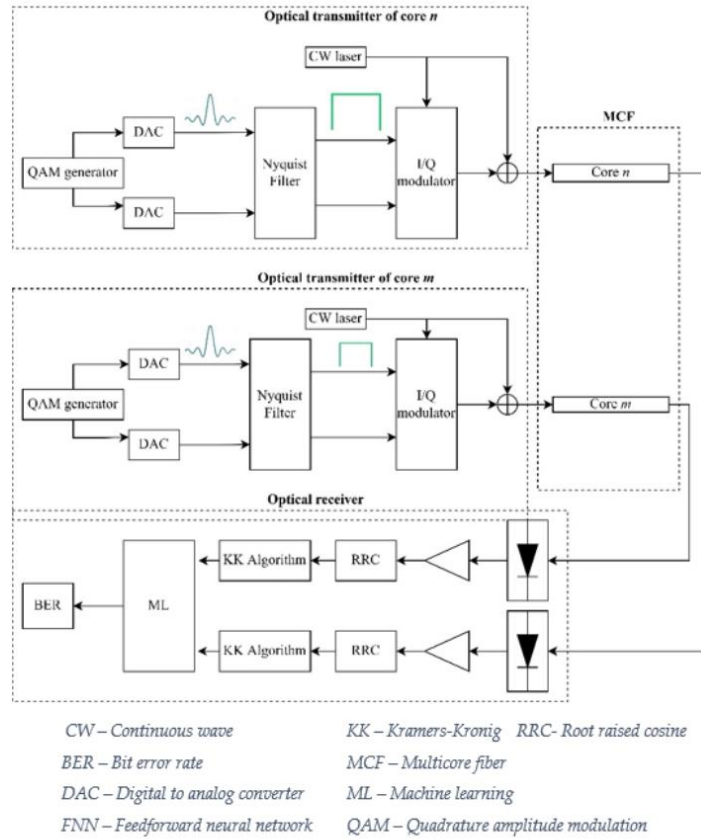 Optical transmitter of core n
CW laser
MCF
DAC
QAM generator
Nyquist
Filter
I/Q
modulator
Core n
DAC
Optical transmitter of core m
CW laser
DAC
QAM generator
Nyquist
Filter
I/Q
modulator
Core m
DAC
Optical receiver
KK Algorithm
RRC
BER
ML
KK Algorithm
RRC
CW – Continuous wave
KK – Kramers-Kronig RRC- Root raised cosine
BER – Bit error rate
MCF – Multicore fiber
DAC – Digital to analog converter
ML – Machine learning
FNN – Feedforward neural network
QAM – Quadrature amplitude modulation